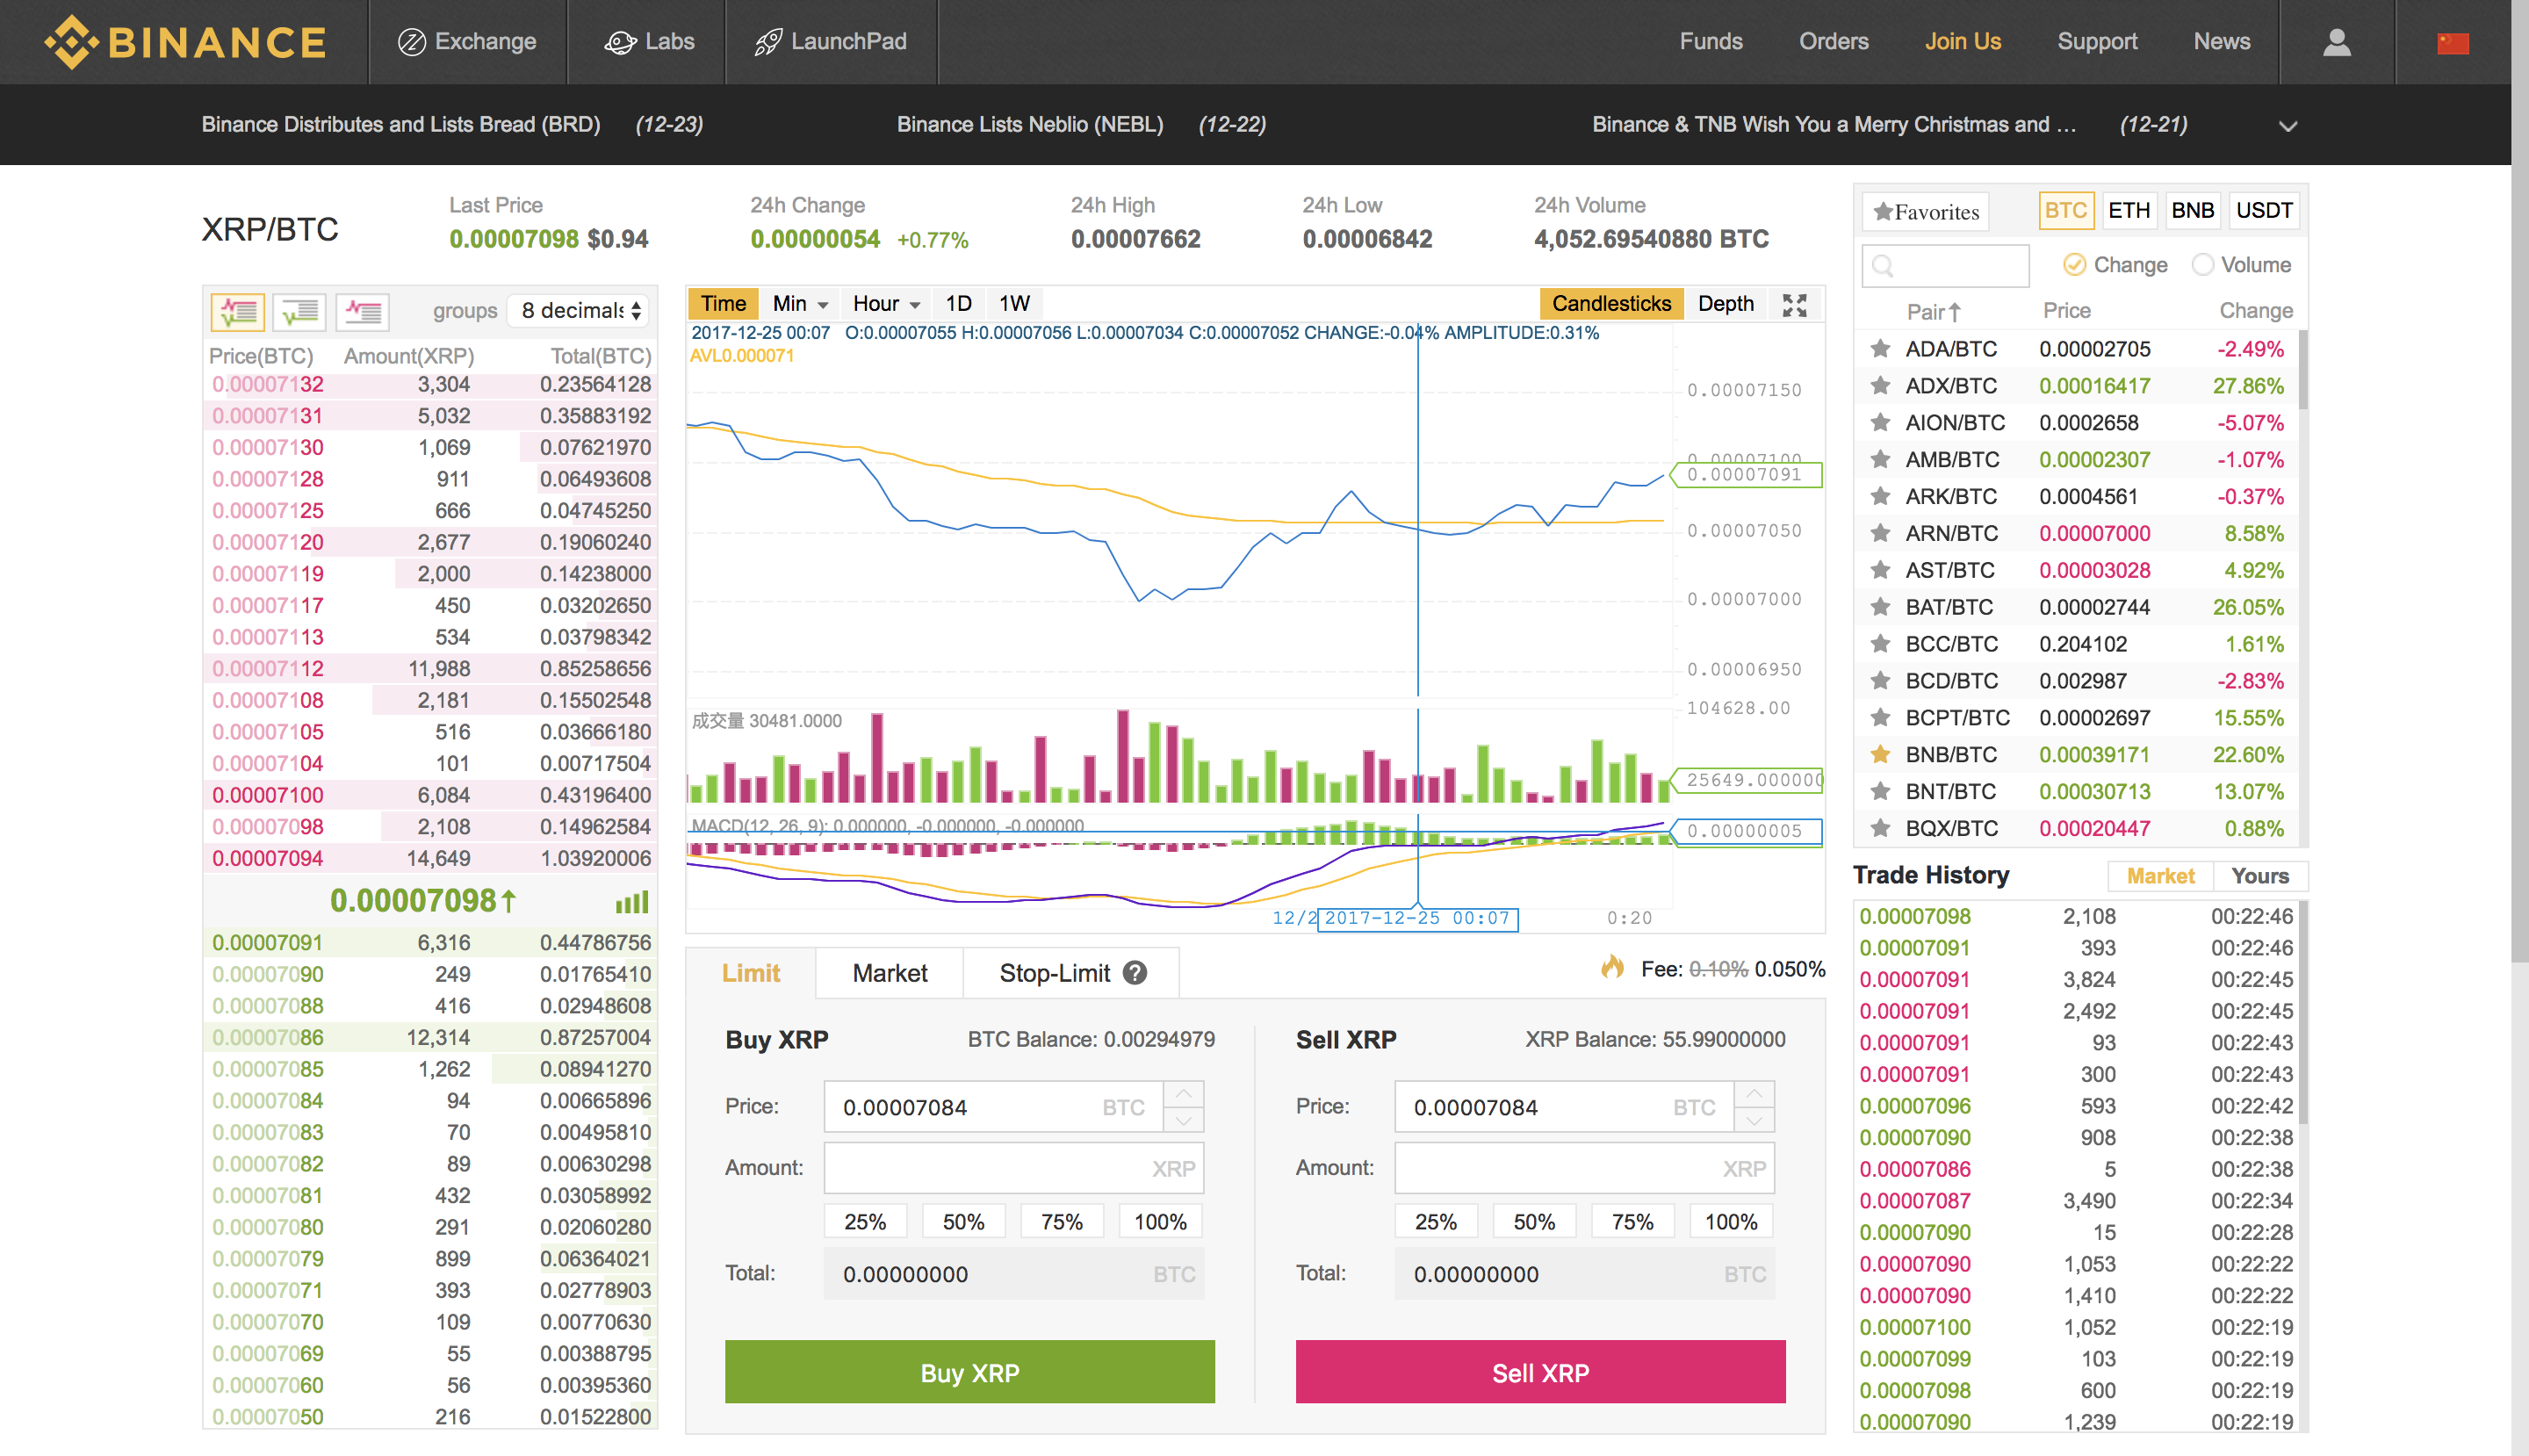 BINANCE Exchange Labs LaunchPad Funds Orders Join Us Support News
Binance Distributes and Lists Bread (BRD) (12-23) Binance Lists Neblio (NEBL) (12-22) Binance & TNB Wish You a Merry Christmas and … (12-21)
XRP/BTC
Last Price
0.00007098 $0.94
24h Change
0.00000054 +0.77%
24h High
0.00007662
24h Low
0.00006842
24h Volume
4,052.69540880 BTC
groups 8 decimals
Price(BTC) Amount(XRP) Total(BTC)
0.00007132 3,304 0.23564128
0.00007131 5,032 0.35883192
0.00007130 1,069 0.07621970
0.00007128 911 0.06493608
0.00007125 666 0.04745250
0.00007120 2,677 0.19060240
0.00007119 2,000 0.14238000
0.00007117 450 0.03202650
0.00007113 534 0.03798342
0.00007112 11,988 0.85258656
0.00007108 2,181 0.15502548
0.00007105 516 0.03666180
0.00007104 101 0.00717504
0.00007100 6,084 0.43196400
0.00007098 2,108 0.14962584
0.00007094 14,649 1.03920006
0.00007098↑
0.00007091 6,316 0.44786756
0.00007090 249 0.01765410
0.00007088 416 0.02948608
0.00007086 12,314 0.87257004
0.00007085 1,262 0.08941270
0.00007084 94 0.00665896
0.00007083 70 0.00495810
0.00007082 89 0.00630298
0.00007081 432 0.03058992
0.00007080 291 0.02060280
0.00007079 899 0.06364021
0.00007071 393 0.02778903
0.00007070 109 0.00770630
0.00007069 55 0.00388795
0.00007060 56 0.00395360
0.00007050 216 0.01522800
Time Min Hour 1D 1W Candlesticks Depth
2017-12-25 00:07 O:0.00007055 H:0.00007056 L:0.00007034 C:0.00007052 CHANGE:-0.04% AMPLITUDE:0.31%
AVL0.000071
0.00007150
0.00007100
0.00007091
0.00007050
0.00007000
0.00006950
成交量 30481.0000
104628.00
25649.000000
MACD(12, 26, 9): 0.000000, -0.000000, -0.000000
0.00000005
12/2 2017-12-25 00:07 0:20
Limit Market Stop-Limit ?
Fee: 0.10% 0.050%
Buy XRP BTC Balance: 0.00294979
Price: 0.00007084 BTC
Amount: XRP
25% 50% 75% 100%
Total: 0.00000000 BTC
Buy XRP
Sell XRP XRP Balance: 55.99000000
Price: 0.00007084 BTC
Amount: XRP
25% 50% 75% 100%
Total: 0.00000000 BTC
Sell XRP
Favorites BTC ETH BNB USDT
Change Volume
Pair↑ Price Change
ADA/BTC 0.00002705 -2.49%
ADX/BTC 0.00016417 27.86%
AION/BTC 0.0002658 -5.07%
AMB/BTC 0.00002307 -1.07%
ARK/BTC 0.0004561 -0.37%
ARN/BTC 0.00007000 8.58%
AST/BTC 0.00003028 4.92%
BAT/BTC 0.00002744 26.05%
BCC/BTC 0.204102 1.61%
BCD/BTC 0.002987 -2.83%
BCPT/BTC 0.00002697 15.55%
BNB/BTC 0.00039171 22.60%
BNT/BTC 0.00030713 13.07%
BQX/BTC 0.00020447 0.88%
Trade History Market Yours
0.00007098 2,108 00:22:46
0.00007091 393 00:22:46
0.00007091 3,824 00:22:45
0.00007091 2,492 00:22:45
0.00007091 93 00:22:43
0.00007091 300 00:22:43
0.00007096 593 00:22:42
0.00007090 908 00:22:38
0.00007086 5 00:22:38
0.00007087 3,490 00:22:34
0.00007090 15 00:22:28
0.00007090 1,053 00:22:22
0.00007090 1,410 00:22:22
0.00007100 1,052 00:22:19
0.00007099 103 00:22:19
0.00007098 600 00:22:19
0.00007090 1,239 00:22:19